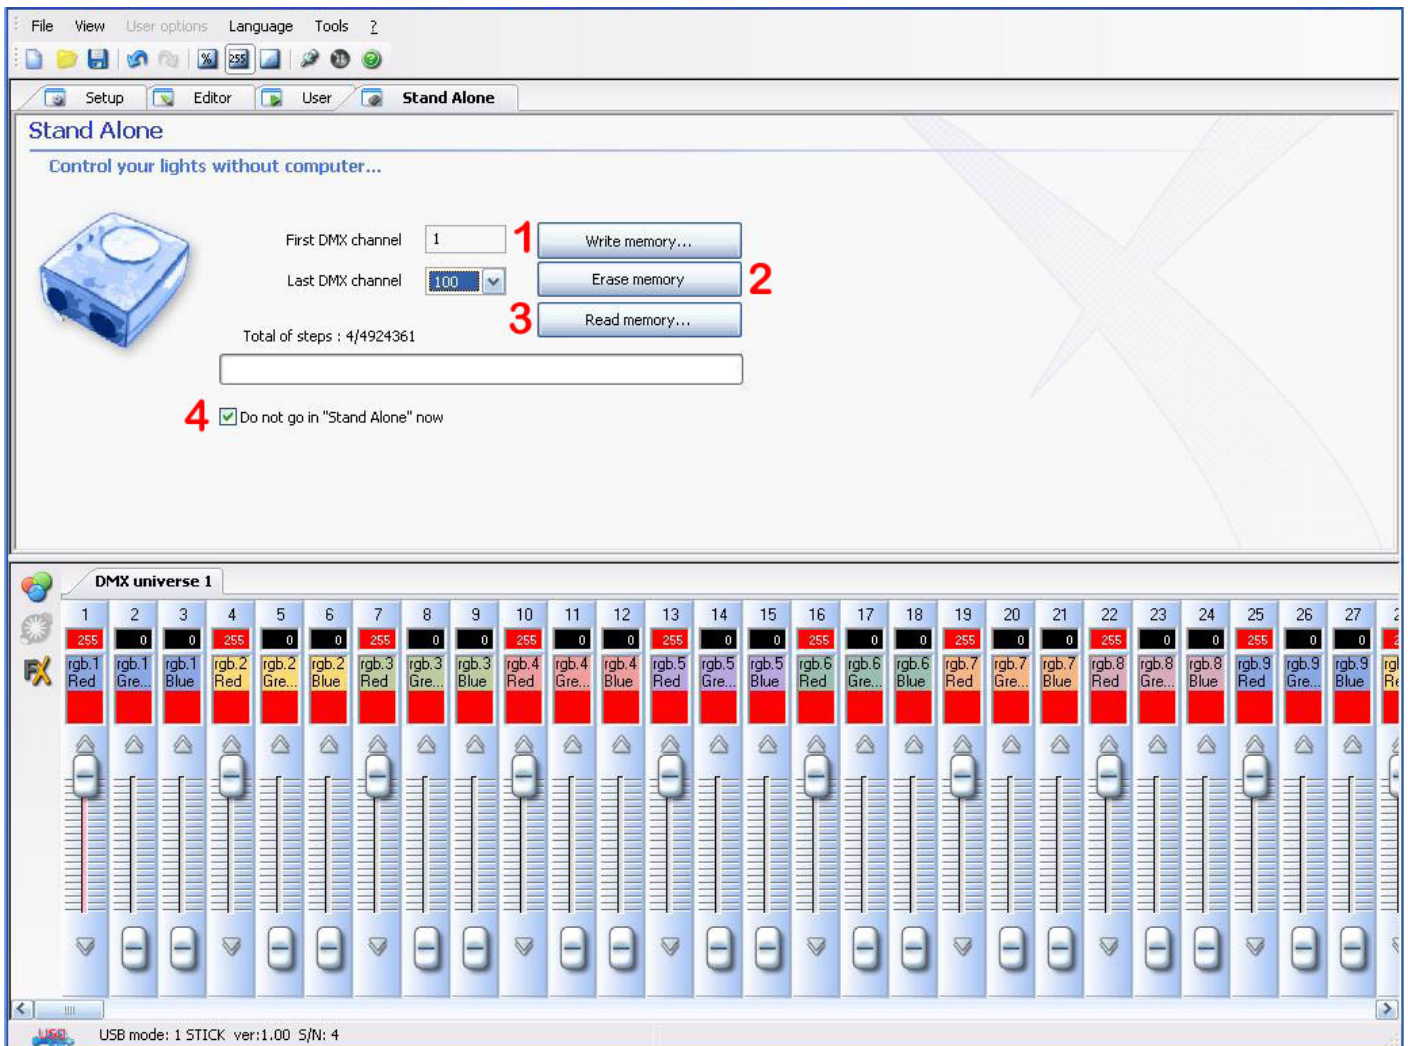 File View User options Language Tools ?
% 255
Setup Editor User Stand Alone
Stand Alone
Control your lights without computer...
First DMX channel 1 1 Write memory...
Last DMX channel 100 Erase memory 2
3 Read memory...
Total of steps : 4/4924361
4 Do not go in "Stand Alone" now
DMX universe 1
1 2 3 4 5 6 7 8 9 10 11 12 13 14 15 16 17 18 19 20 21 22 23 24 25 26 27
255 0 0 255 0 0 255 0 0 255 0 0 255 0 0 255 0 0 255 0 0 255 0 0 255 0 0
rgb.1 rgb.1 rgb.1 rgb.2 rgb.2 rgb.2 rgb.3 rgb.3 rgb.3 rgb.4 rgb.4 rgb.4 rgb.5 rgb.5 rgb.5 rgb.6 rgb.6 rgb.6 rgb.7 rgb.7 rgb.7 rgb.8 rgb.8 rgb.8 rgb.9 rgb.9 rgb.9
Red Gre... Blue Red Gre... Blue Red Gre... Blue Red Gre... Blue Red Gre... Blue Red Gre... Blue Red Gre... Blue Red Gre... Blue Red Gre... Blue
FX
USB USB mode: 1 STICK ver:1.00 S/N: 4